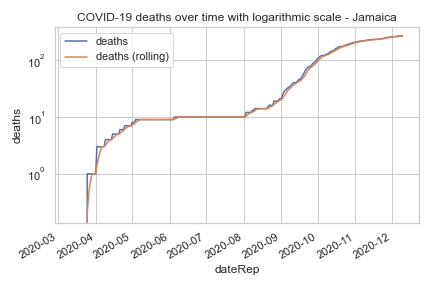 COVID-19 deaths over time with logarithmic scale - Jamaica
deaths
deaths (rolling)
10²
10¹
10⁰
deaths
2020-03
2020-04
2020-05
2020-06
2020-07
2020-08
2020-09
2020-10
2020-11
2020-12
dateRep